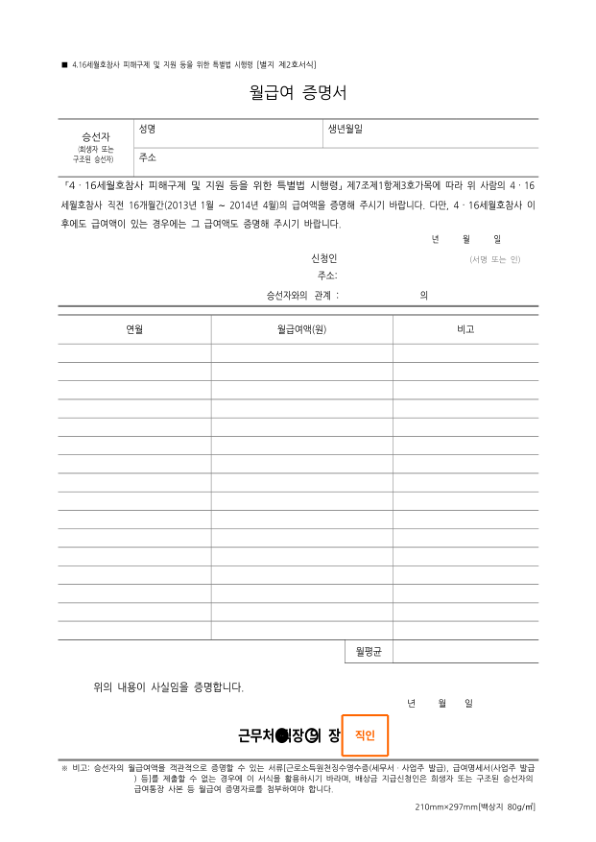 ■ 4.16세월호참사 피해구제 및 지원 등을 위한 특별법 시행령 [별지 제2호서식]
월급여 증명서
승선자
(희생자 또는
구조된 승선자)
성명
생년월일
주소
「4ㆍ16세월호참사 피해구제 및 지원 등을 위한 특별법 시행령」제7조제1항제3호가목에 따라 위 사람의 4ㆍ16
세월호참사 직전 16개월간(2013년 1월 ~ 2014년 4월)의 급여액을 증명해 주시기 바랍니다. 다만, 4ㆍ16세월호참사 이
후에도 급여액이 있는 경우에는 그 급여액도 증명해 주시기 바랍니다.
년 월 일
신청인 (서명 또는 인)
주소:
승선자와의 관계 : 의
연월 월급여액(원) 비고
월평균
위의 내용이 사실임을 증명합니다.
년 월 일
근무처 장 의 장 직인
※ 비고: 승선자의 월급여액을 객관적으로 증명할 수 있는 서류[근로소득원천징수영수증(세무서ㆍ사업주 발급), 급여명세서(사업주 발급
) 등]를 제출할 수 없는 경우에 이 서식을 활용하시기 바라며, 배상금 지급신청인은 희생자 또는 구조된 승선자의
급여통장 사본 등 월급여 증명자료를 첨부하여야 합니다.
210mm×297mm[백상지 80g/㎡]